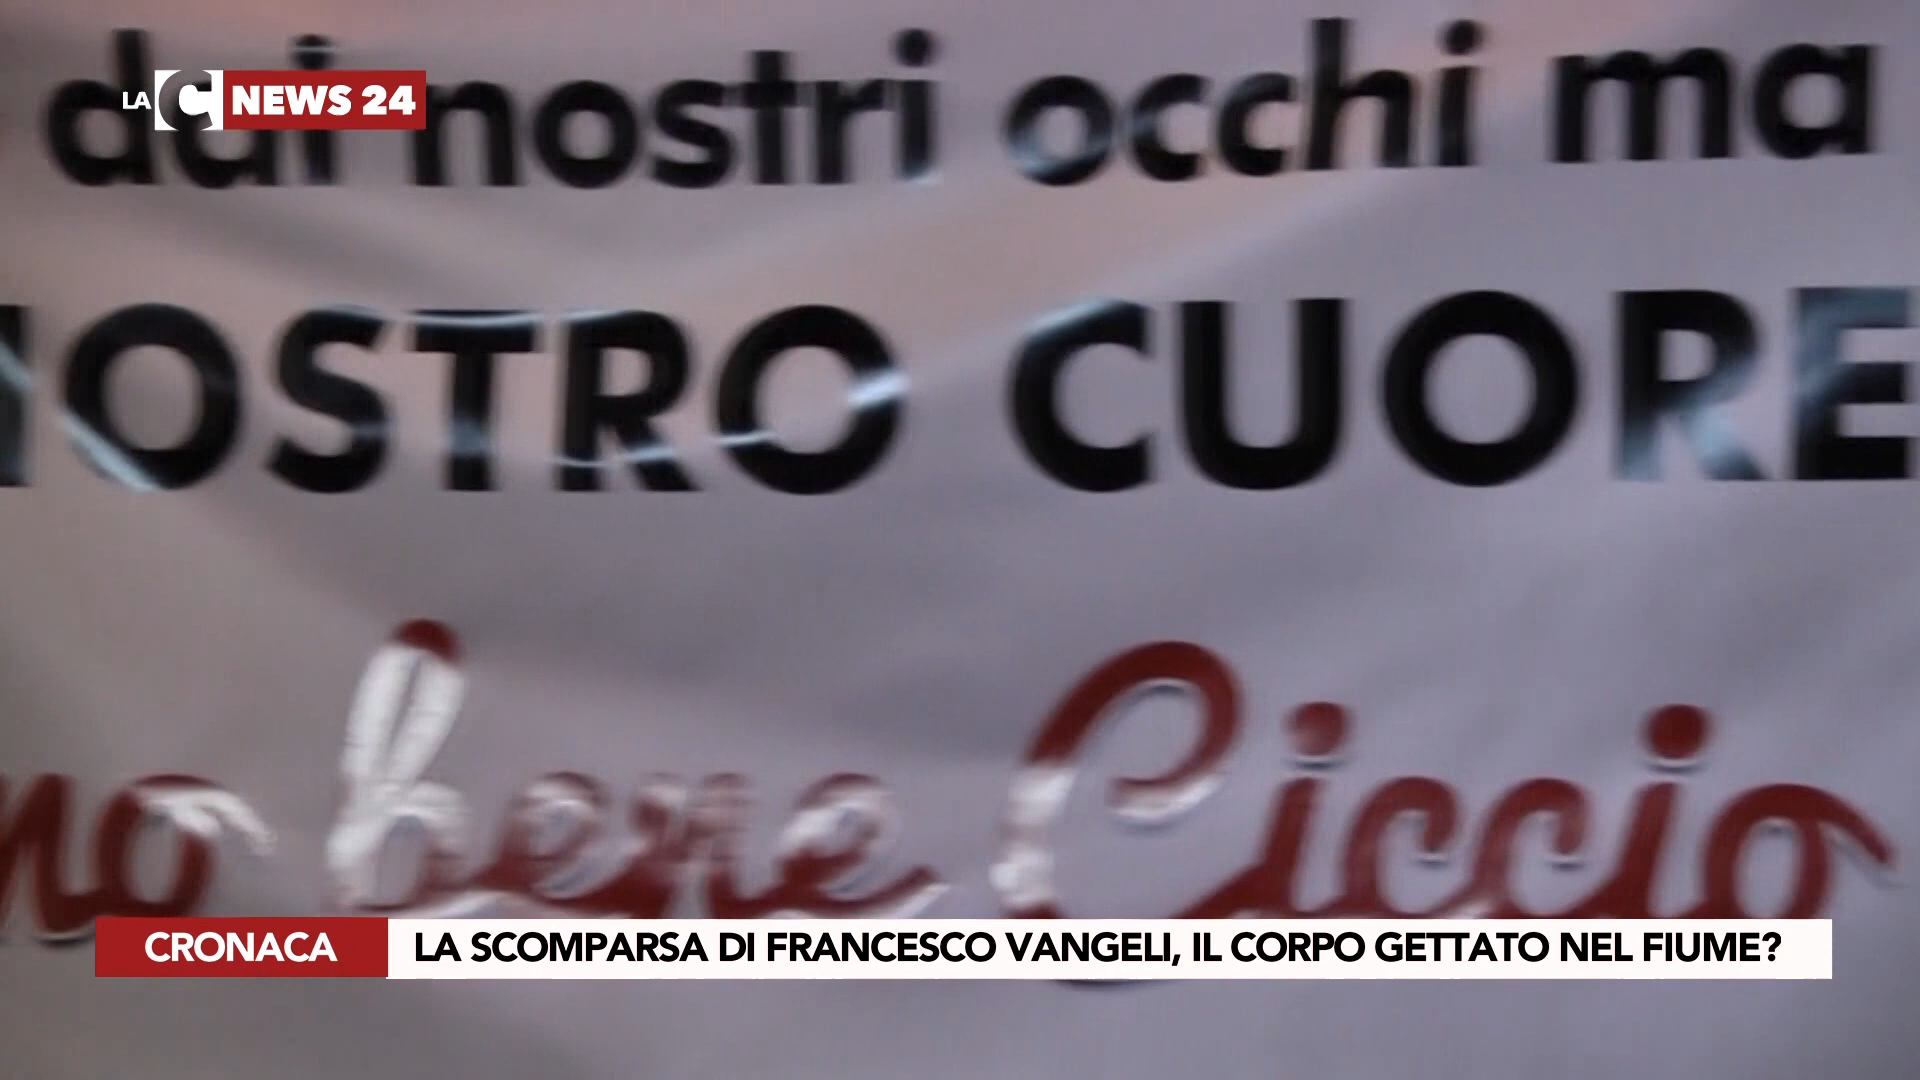 dai nostri occhi ma
LA C NEWS 24
NOSTRO CUORE
no bene Ciccio
CRONACA
LA SCOMPARSA DI FRANCESCO VANGELI, IL CORPO GETTATO NEL FIUME?